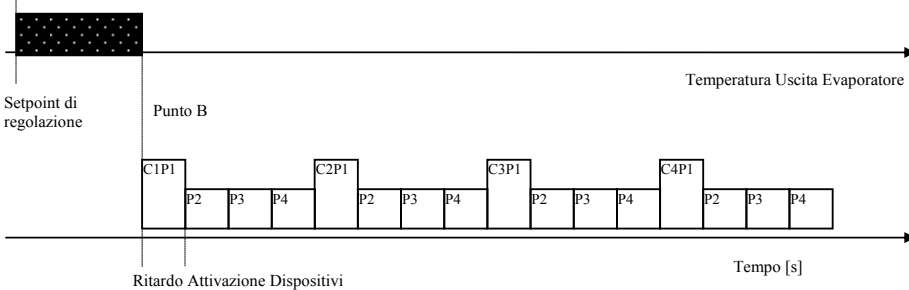 Temperatura Uscita Evaporatore
Setpoint di
regolazione
Punto B
C1P1 P2 P3 P4 C2P1 P2 P3 P4 C3P1 P2 P3 P4 C4P1 P2 P3 P4
Tempo [s]
Ritardo Attivazione Dispositivi